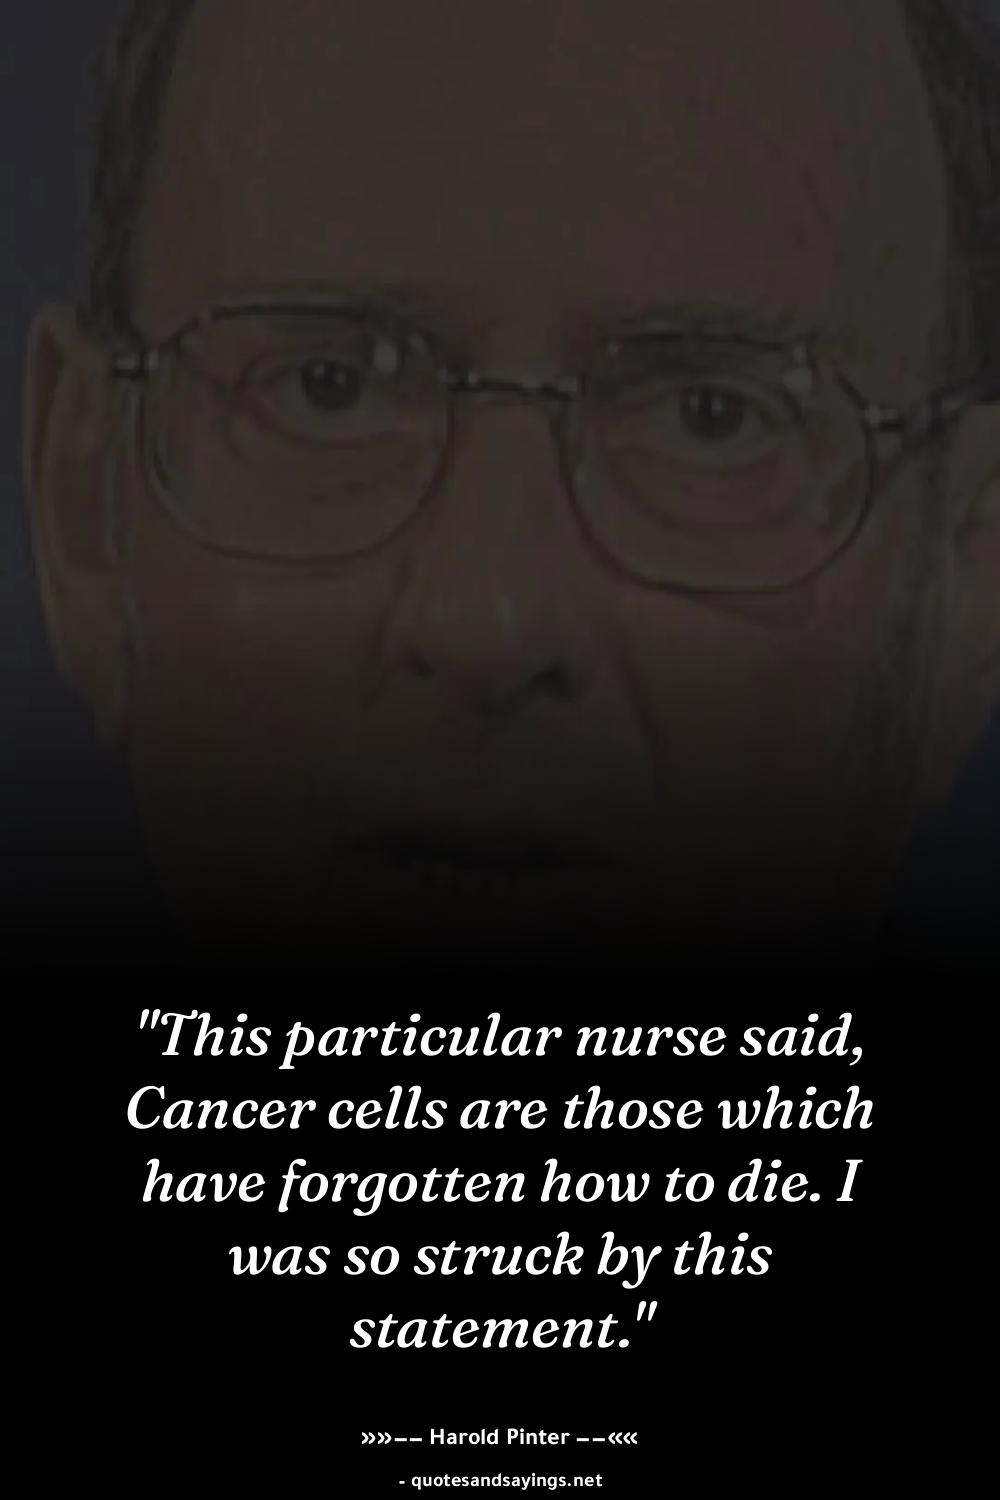 "This particular nurse said,
Cancer cells are those which
have forgotten how to die. I
was so struck by this
statement."
»»−− Harold Pinter −−««
- quotesandsayings.net